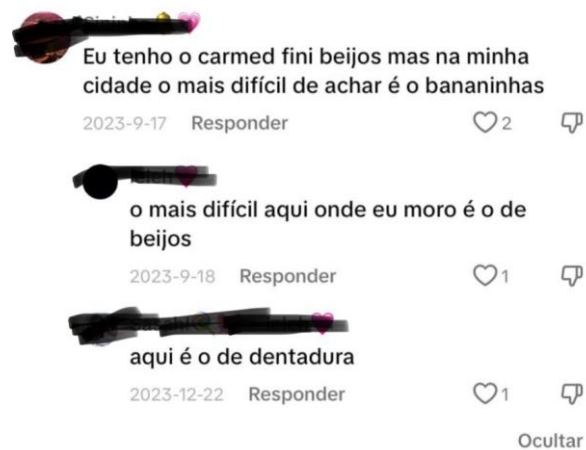 Eu tenho o carmed fini beijos mas na minha
cidade o mais difícil de achar é o bananinhas
2023-9-17 Responder 2
o mais difícil aqui onde eu moro é o de
beijos
2023-9-18 Responder 1
aqui é o de dentadura
2023-12-22 Responder 1
Ocultar